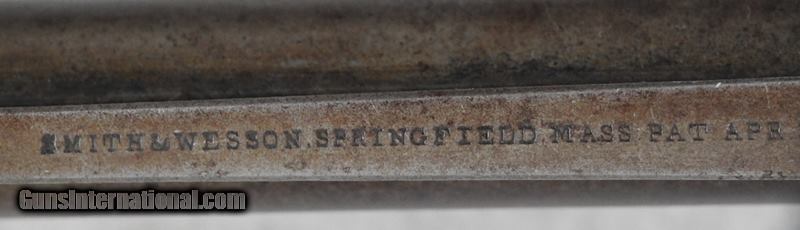 SMITH & WESSON. SPRINGFIELD MASS PAT APR
GunsInternational.com